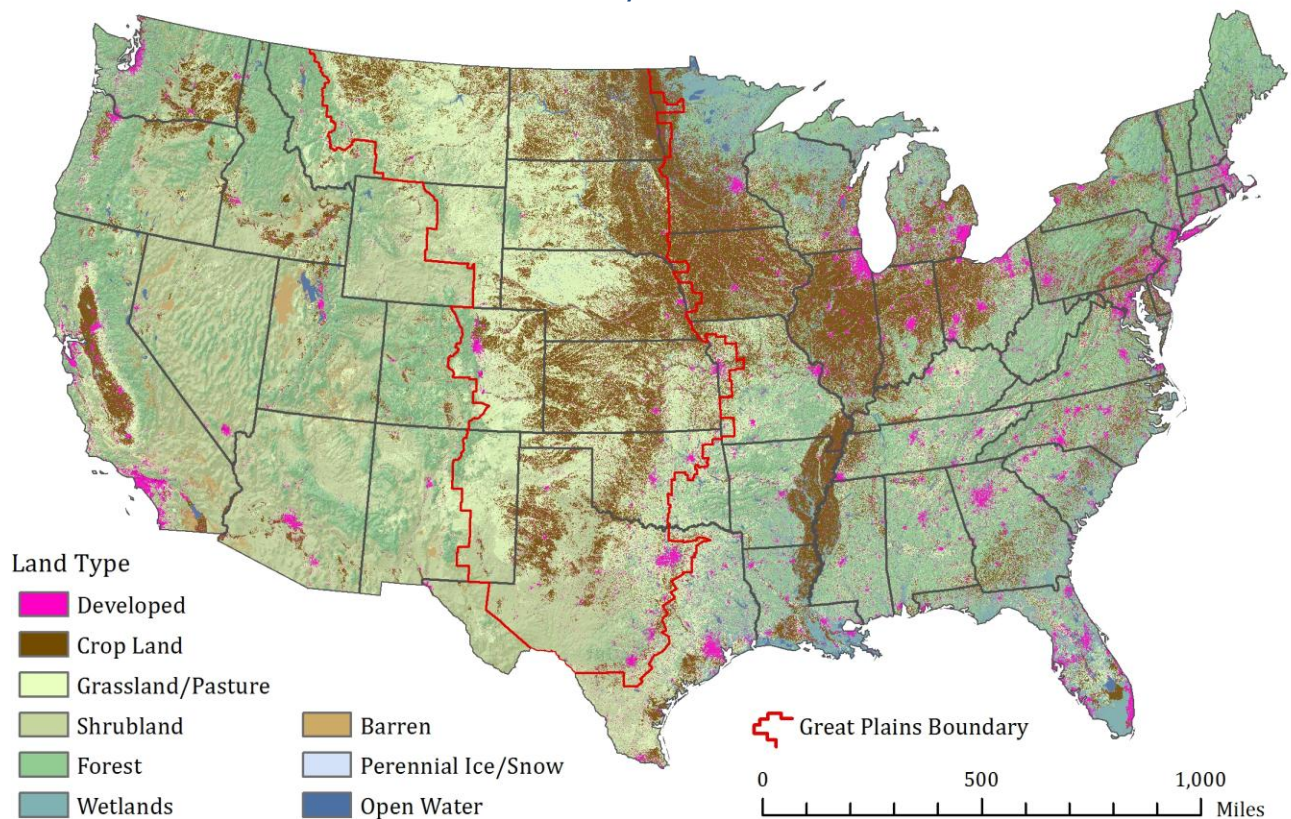 Land Type
Developed
Crop Land
Grassland/Pasture
Shrubland
Forest
Wetlands
Barren
Perennial Ice/Snow
Open Water
Great Plains Boundary
0 500 1,000
Miles